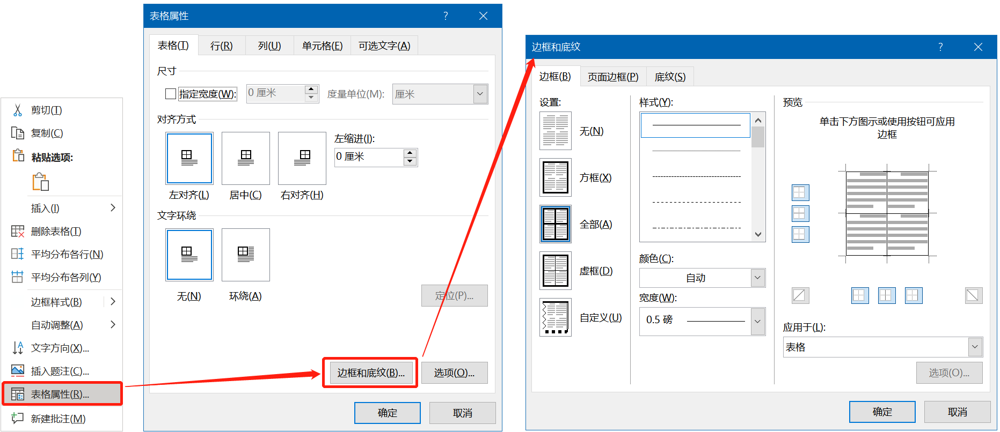 剪切(T)
复制(C)
粘贴选项:
插入(I)
删除表格(T)
平均分布各行(N)
平均分布各列(Y)
边框样式(B)
自动调整(A)
文字方向(X)...
插入题注(C)...
表格属性(R)...
新建批注(M)
表格属性
?
表格(T)
行(R)
列(U)
单元格(E)
可选文字(A)
尺寸
指定宽度(W):
0 厘米
度量单位(M):
厘米
对齐方式
左对齐(L)
居中(C)
右对齐(H)
左缩进(I):
0 厘米
文字环绕
无(N)
环绕(A)
定位(P)...
边框和底纹(B)...
选项(O)...
确定
取消
边框和底纹
?
边框(B)
页面边框(P)
底纹(S)
设置:
无(N)
方框(X)
全部(A)
虚框(D)
自定义(U)
样式(Y):
颜色(C):
自动
宽度(W):
0.5 磅
预览
单击下方图示或使用按钮可应用
边框
应用于(L):
表格
选项(O)...
确定
取消